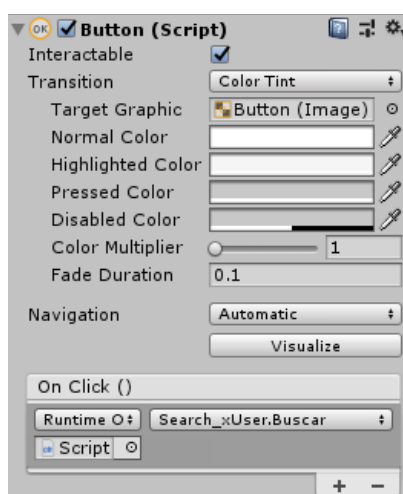 OK Button (Script)
Interactable
Transition Color Tint
Target Graphic Button (Image)
Normal Color
Highlighted Color
Pressed Color
Disabled Color
Color Multiplier 1
Fade Duration 0.1
Navigation Automatic
Visualize
On Click ()
Runtime O Search_xUser.Buscar
Script
+ -